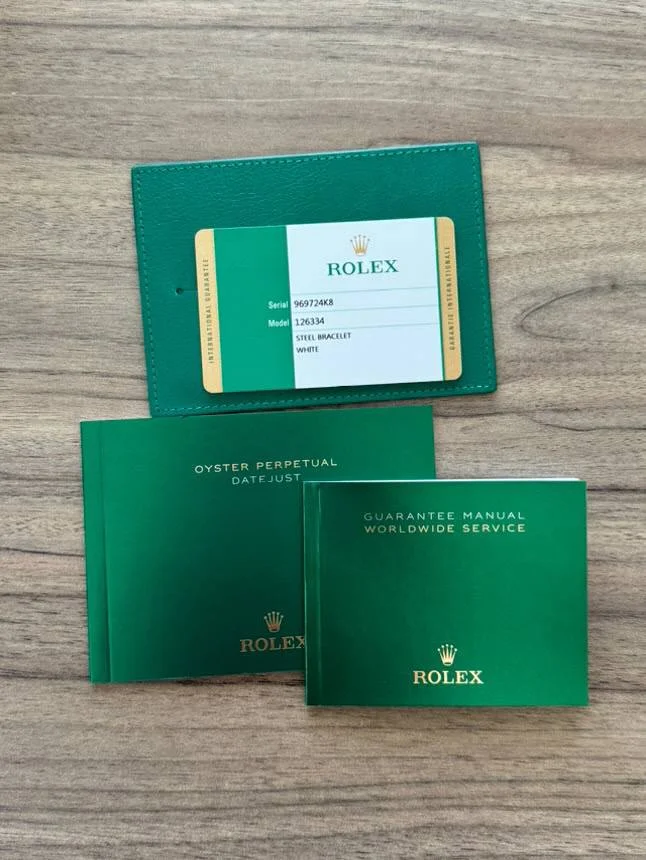 INTERNATIONAL GUARANTEE
ROLEX
Serial 969724K8
Model 126334
STEEL BRACELET
WHITE
GARANTIE INTERNATIONALE
OYSTER PERPETUAL
DATEJUST
ROLEX
GUARANTEE MANUAL
WORLDWIDE SERVICE
ROLEX